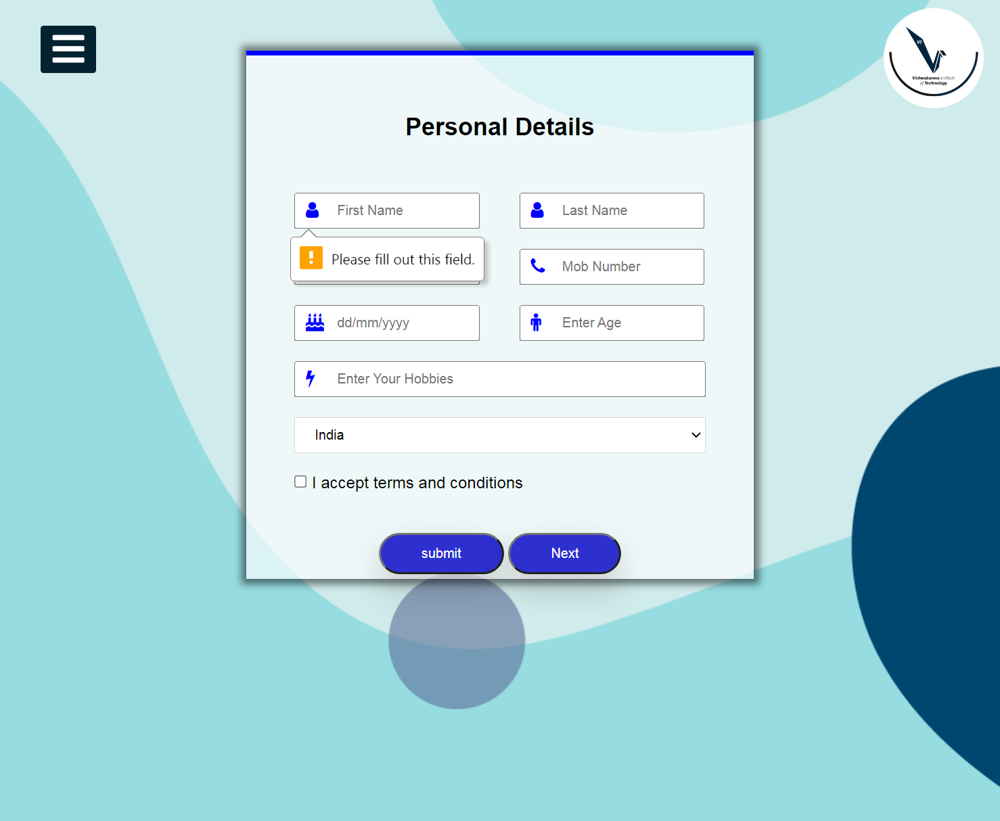 VI
Vishwakarma Institute
of Technology
Personal Details
First Name
Last Name
Please fill out this field.
Mob Number
dd/mm/yyyy
Enter Age
Enter Your Hobbies
India
I accept terms and conditions
submit
Next